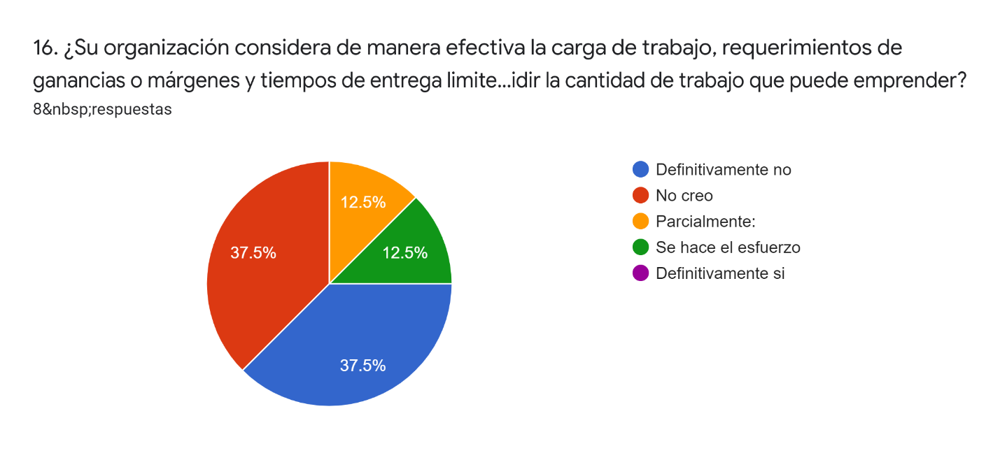 16. ¿Su organización considera de manera efectiva la carga de trabajo, requerimientos de
ganancias o márgenes y tiempos de entrega limite...idir la cantidad de trabajo que puede emprender?
8&nbsp;respuestas
Definitivamente no
No creo
Parcialmente:
Se hace el esfuerzo
Definitivamente si
12.5%
37.5%
12.5%
37.5%